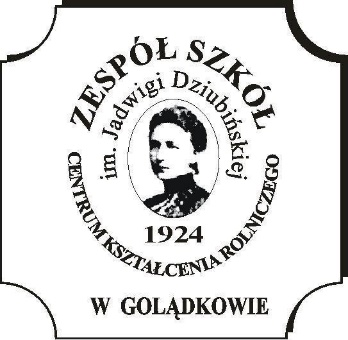 ZESPÓŁ SZKÓŁ
im. Jadwigi Dziubińskiej
1924
CENTRUM KSZTAŁCENIA ROLNICZEGO
W GOLĄDKOWIE